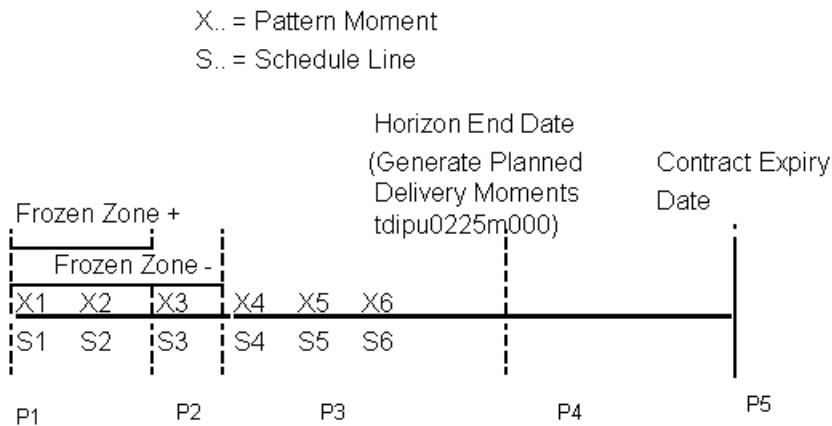 X.. = Pattern Moment
S.. = Schedule Line
Horizon End Date
(Generate Planned
Delivery Moments
tdipu0225m000)
Contract Expiry
Date
Frozen Zone +
Frozen Zone -
X1 X2 X3 X4 X5 X6
S1 S2 S3 S4 S5 S6
P1 P2 P3 P4 P5